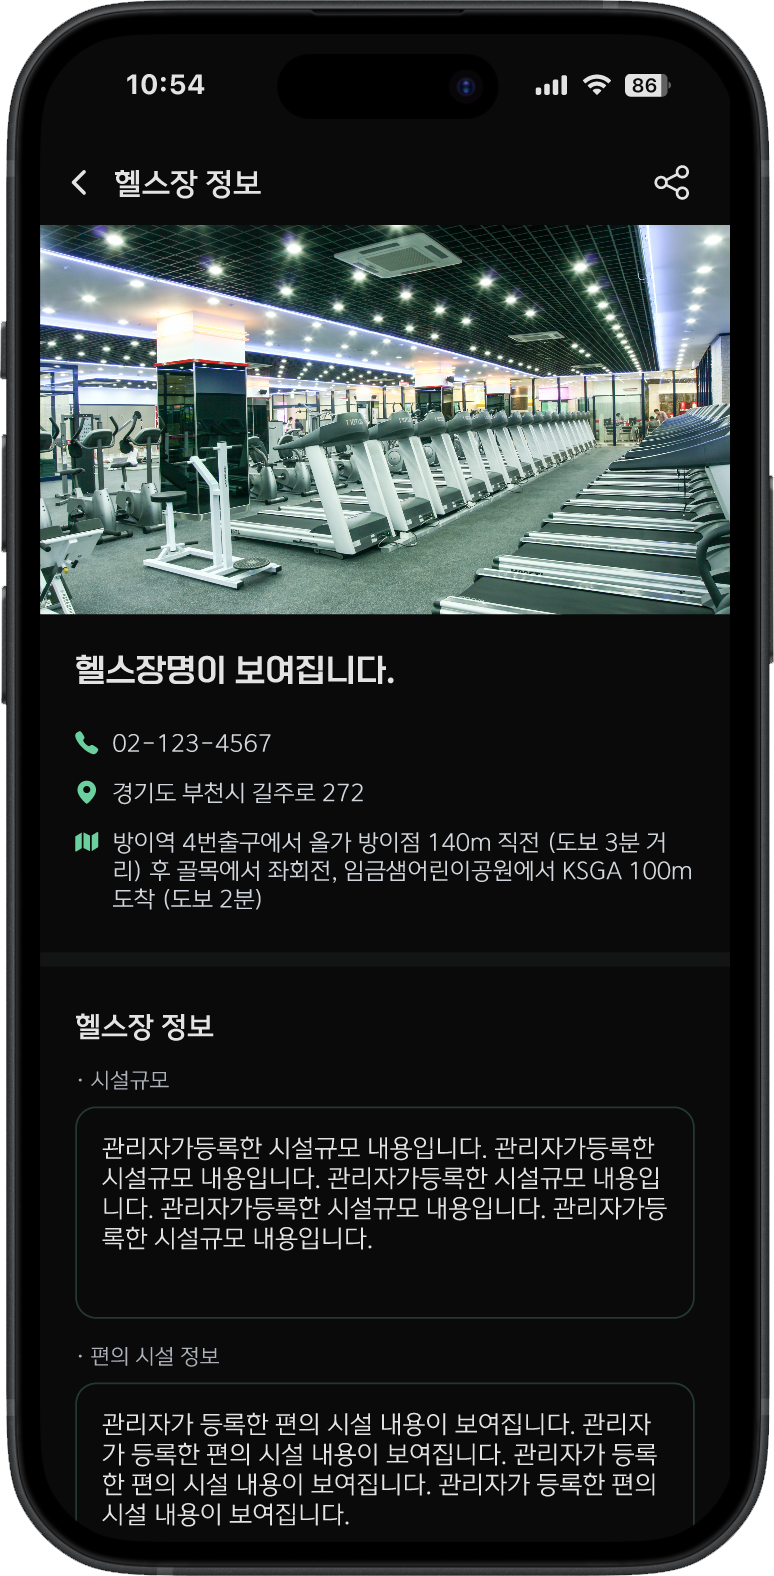 10:54
86
헬스장 정보
헬스장명이 보여집니다.
02-123-4567
경기도 부천시 길주로 272
방이역 4번출구에서 올가 방이점 140m 직전 (도보 3분 거
리) 후 골목에서 좌회전, 임금샘어린이공원에서 KSGA 100m
도착 (도보 2분)
헬스장 정보
· 시설규모
관리자가등록한 시설규모 내용입니다. 관리자가등록한
시설규모 내용입니다. 관리자가등록한 시설규모 내용입
니다. 관리자가등록한 시설규모 내용입니다. 관리자가등
록한 시설규모 내용입니다.
· 편의 시설 정보
관리자가 등록한 편의 시설 내용이 보여집니다. 관리자
가 등록한 편의 시설 내용이 보여집니다. 관리자가 등록
한 편의 시설 내용이 보여집니다. 관리자가 등록한 편의
시설 내용이 보여집니다.